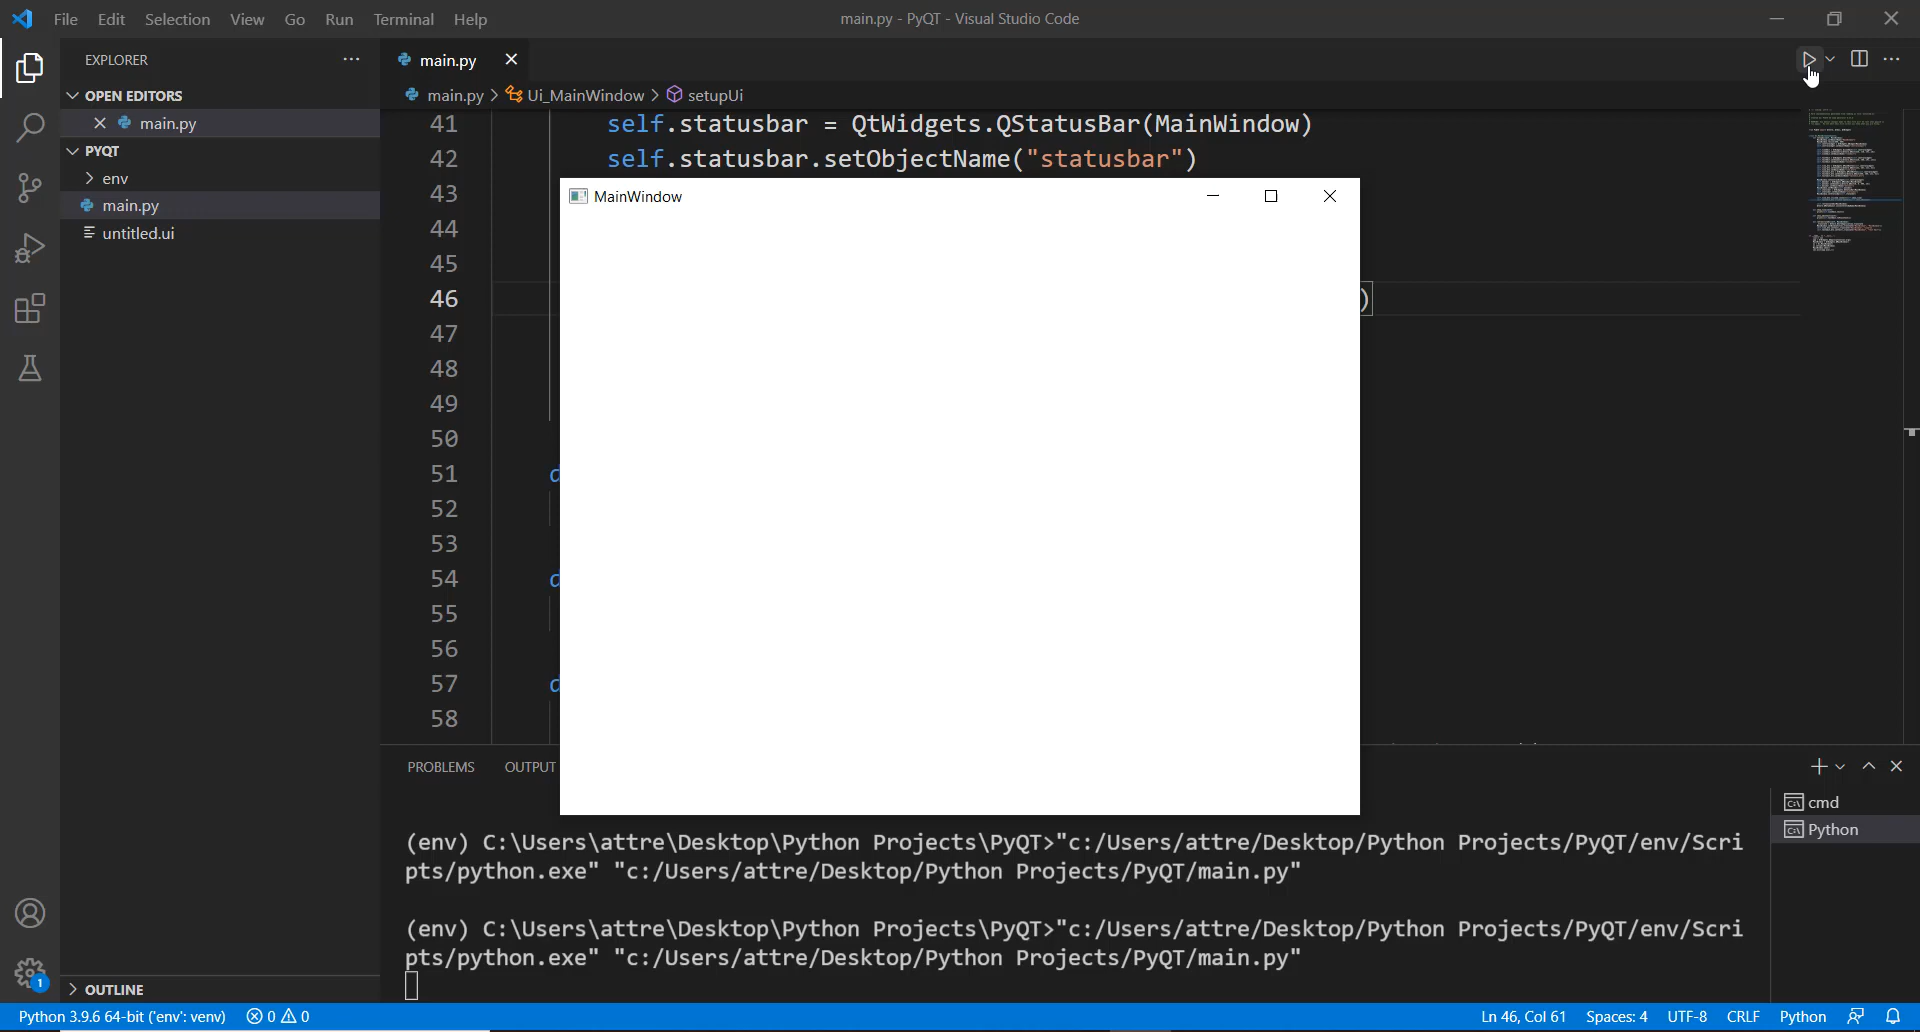 File Edit Selection View Go Run Terminal Help
main.py - PyQT - Visual Studio Code
EXPLORER
main.py
OPEN EDITORS
main.py
PYQT
env
main.py
untitled.ui
main.py > Ui_MainWindow > setupUi
41 self.statusbar = QtWidgets.QStatusBar(MainWindow)
42 self.statusbar.setObjectName("statusbar")
43
44
45
46 )
47
48
49
50
51
52
53
54
55
56
57
58
MainWindow
PROBLEMS OUTPUT
cmd
Python
(env) C:\Users\attre\Desktop\Python Projects\PyQT>"c:/Users/attre/Desktop/Python Projects/PyQT/env/Scri
pts/python.exe" "c:/Users/attre/Desktop/Python Projects/PyQT/main.py"
(env) C:\Users\attre\Desktop\Python Projects\PyQT>"c:/Users/attre/Desktop/Python Projects/PyQT/env/Scri
pts/python.exe" "c:/Users/attre/Desktop/Python Projects/PyQT/main.py"
1
OUTLINE
Python 3.9.6 64-bit ('env': venv) 0 0
Ln 46, Col 61 Spaces: 4 UTF-8 CRLF Python